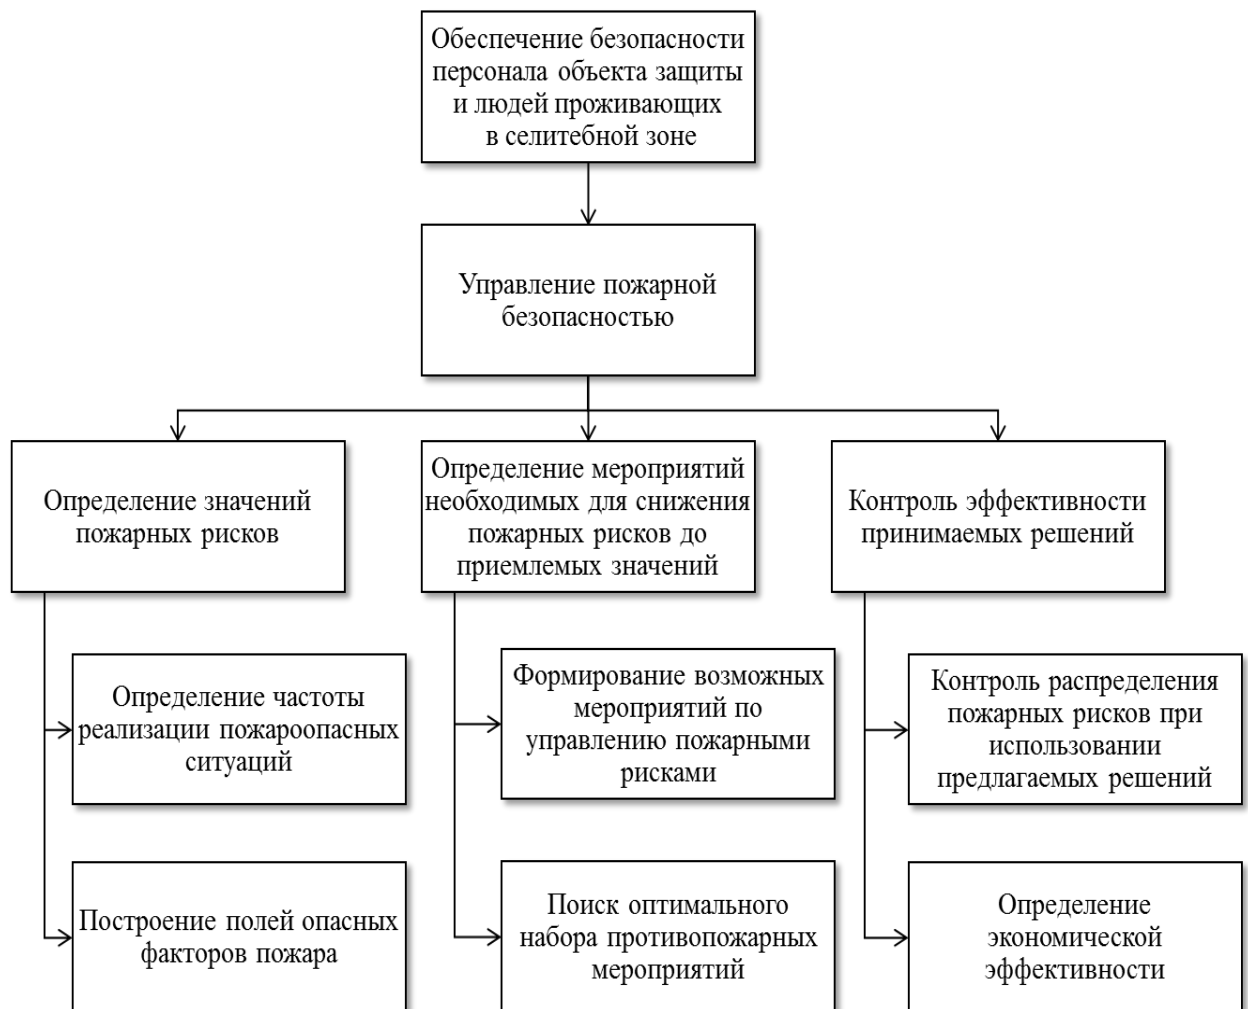 Обеспечение безопасности
персонала объекта защиты
и людей проживающих
в селитебной зоне
Управление пожарной
безопасностью
Определение значений
пожарных рисков
Определение мероприятий
необходимых для снижения
пожарных рисков до
приемлемых значений
Контроль эффективности
принимаемых решений
Определение частоты
реализации пожароопасных
ситуаций
Формирование возможных
мероприятий по
управлению пожарными
рисками
Контроль распределения
пожарных рисков при
использовании
предлагаемых решений
Построение полей опасных
факторов пожара
Поиск оптимального
набора противопожарных
мероприятий
Определение
экономической
эффективности